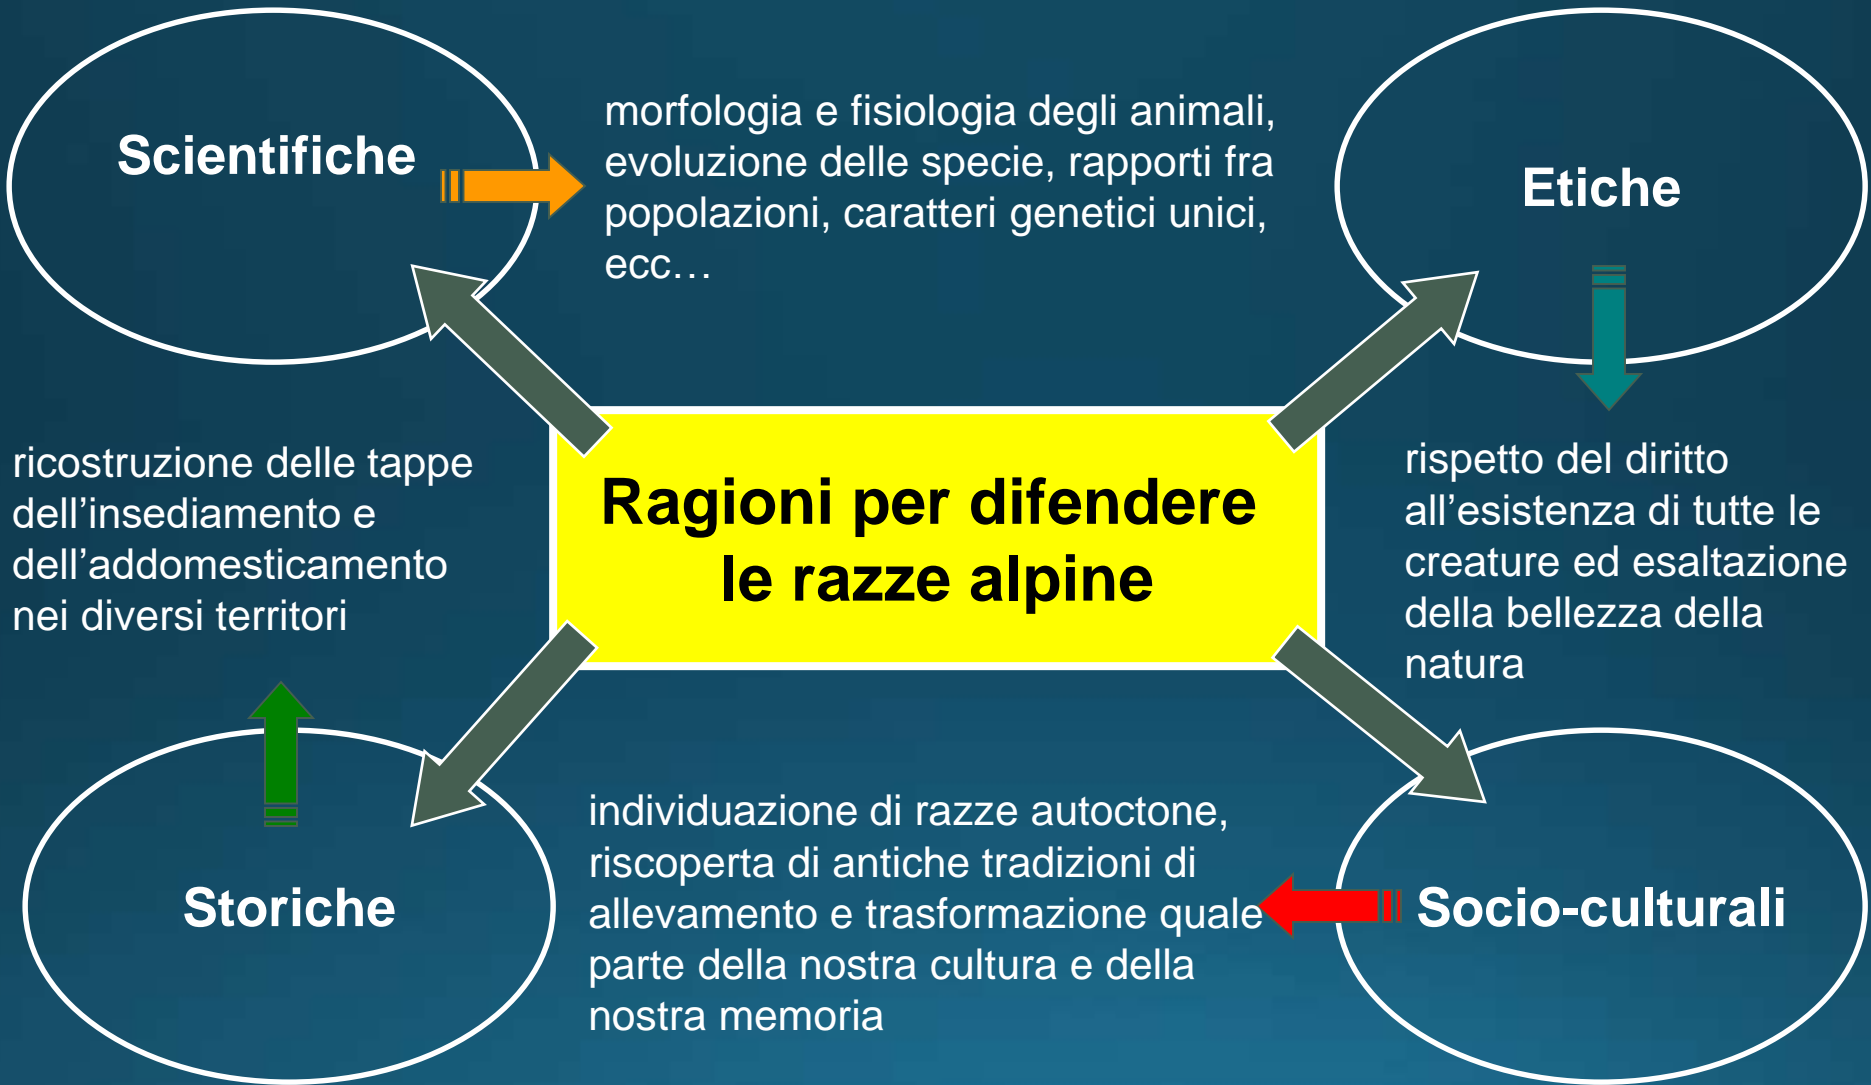 Scientifiche
morfologia e fisiologia degli animali,
evoluzione delle specie, rapporti fra
popolazioni, caratteri genetici unici,
ecc…
Etiche
rispetto del diritto
all’esistenza di tutte le
creature ed esaltazione
della bellezza della
natura
Ragioni per difendere
le razze alpine
ricostruzione delle tappe
dell’insediamento e
dell’addomesticamento
nei diversi territori
Storiche
individuazione di razze autoctone,
riscoperta di antiche tradizioni di
allevamento e trasformazione quale
parte della nostra cultura e della
nostra memoria
Socio-culturali